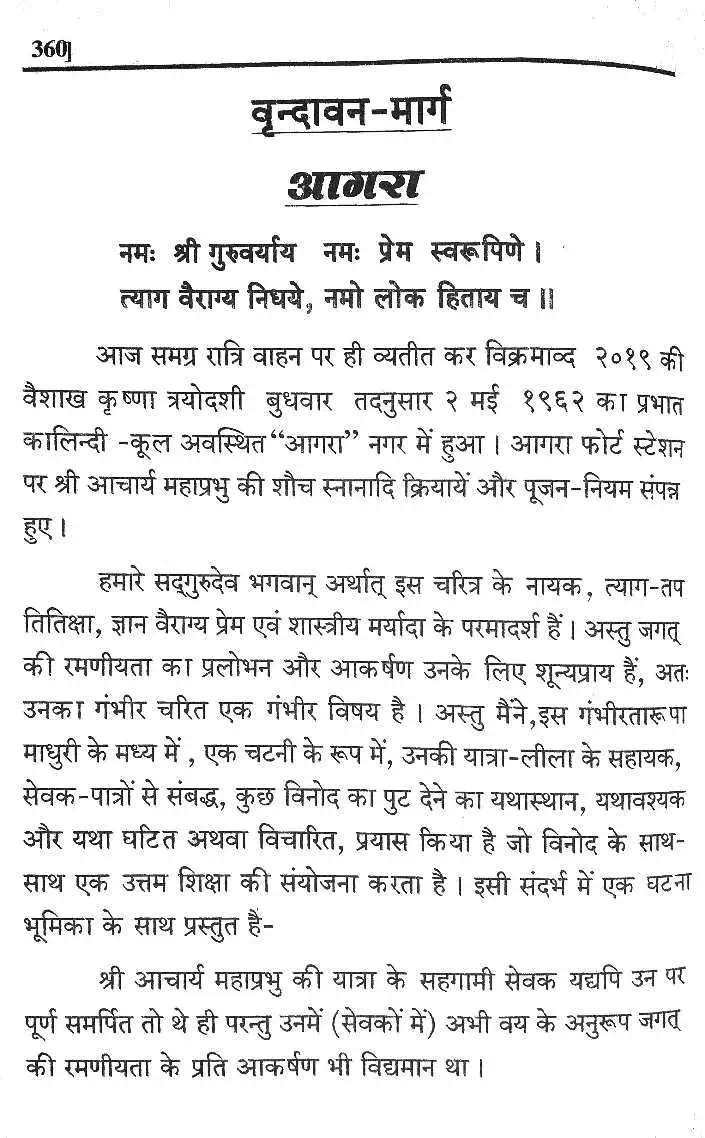 360]
वृन्दावन-मार्ग
आगरा
नमः श्री गुरुवर्याय नमः प्रेम स्वरूपिणे ।
त्याग वैराग्य निधये, नमो लोक हिताय च ॥
आज समग्र रात्रि वाहन पर ही व्यतीत कर विक्रमाव्द २०१९ की
वैशाख कृष्णा त्रयोदशी बुधवार तदनुसार २ मई १९६२ का प्रभात
कालिन्दी -कूल अवस्थित “आगरा” नगर में हुआ । आगरा फोर्ट स्टेशन
पर श्री आचार्य महाप्रभु की शौच स्नानादि क्रियायें और पूजन-नियम संपन्न
हुए ।
हमारे सद्‌गुरुदेव भगवान् अर्थात् इस चरित्र के नायक, त्याग-तप
तितिक्षा, ज्ञान वैराग्य प्रेम एवं शास्त्रीय मर्यादा के परमादर्श हैं । अस्तु जगत्
की रमणीयता का प्रलोभन और आकर्षण उनके लिए शून्यप्राय हैं, अतः
उनका गंभीर चरित एक गंभीर विषय है । अस्तु मैंने,इस गंभीरतारूपा
माधुरी के मध्य में , एक चटनी के रूप में, उनकी यात्रा-लीला के सहायक,
सेवक-पात्रों से संबद्ध, कुछ विनोद का पुट देने का यथास्थान, यथावश्यक
और यथा घटित अथवा विचारित, प्रयास किया है जो विनोद के साथ-
साथ एक उत्तम शिक्षा की संयोजना करता है । इसी संदर्भ में एक घटना
भूमिका के साथ प्रस्तुत है-
श्री आचार्य महाप्रभु की यात्रा के सहगामी सेवक यद्यपि उन पर
पूर्ण समर्पित तो थे ही परन्तु उनमें (सेवकों में) अभी वय के अनुरूप जगत्
की रमणीयता के प्रति आकर्षण भी विद्यमान था ।